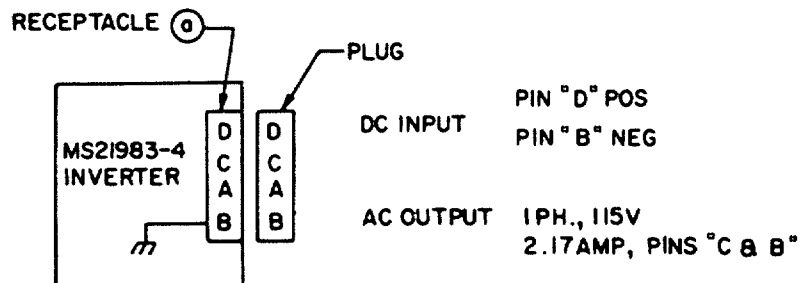 RECEPTACLE a
PLUG
MS21983-4
INVERTER
D
C
A
B
D
C
A
B
DC INPUT
PIN "D" POS
PIN "B" NEG
AC OUTPUT
1PH., 115V
2.17AMP, PINS "C & B"